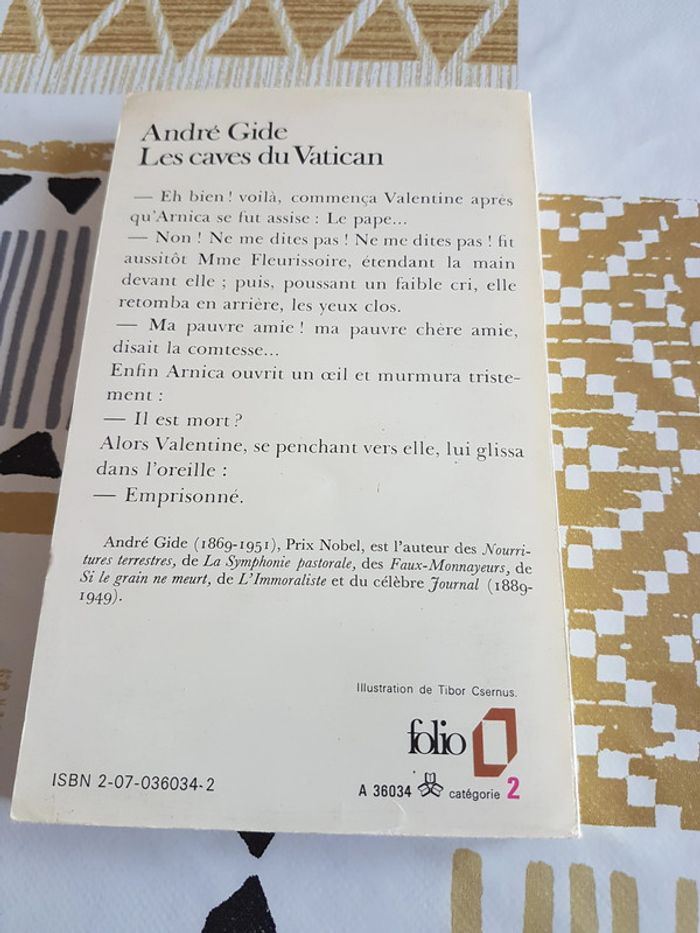 André Gide
Les caves du Vatican
— Eh bien ! voilà, commença Valentine après
qu'Arnica se fut assise : Le pape...
— Non ! Ne me dites pas ! Ne me dites pas ! fit
aussitôt Mme Fleurissoire, étendant la main
devant elle ; puis, poussant un faible cri, elle
retomba en arrière, les yeux clos.
— Ma pauvre amie ! ma pauvre chère amie,
disait la comtesse...
Enfin Arnica ouvrit un œil et murmura triste-
ment :
— Il est mort ?
Alors Valentine, se penchant vers elle, lui glissa
dans l'oreille :
— Emprisonné.
André Gide (1869-1951), Prix Nobel, est l'auteur des Nourri-
tures terrestres, de La Symphonie pastorale, des Faux-Monnayeurs, de
Si le grain ne meurt, de L'Immoraliste et du célèbre Journal (1889-
1949).
Illustration de Tibor Csernus.
folio
ISBN 2-07-036034-2
A 36034 catégorie 2